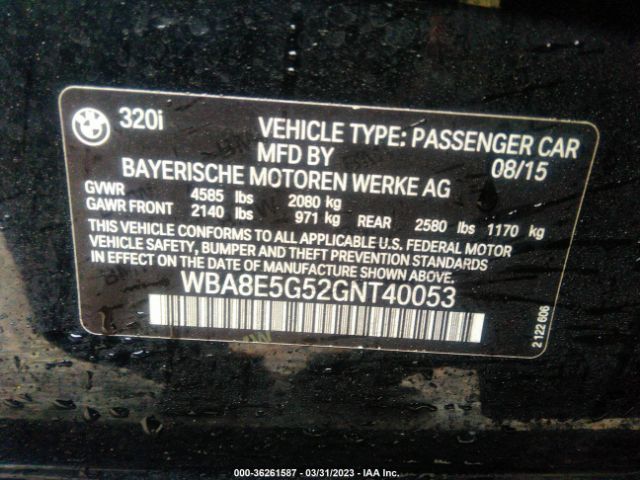 BMW
320i VEHICLE TYPE: PASSENGER CAR
MFD BY 08/15
BAYERISCHE MOTOREN WERKE AG
GVWR 4585 lbs 2080 kg
GAWR FRONT 2140 lbs 971 kg REAR 2580 lbs 1170 kg
THIS VEHICLE CONFORMS TO ALL APPLICABLE U.S. FEDERAL MOTOR
VEHICLE SAFETY, BUMPER AND THEFT PREVENTION STANDARDS
IN EFFECT ON THE DATE OF MANUFACTURE SHOWN ABOVE.
WBA8E5G52GNT40053
2 122 606
000-36261587 - 03/31/2023 - IAA Inc.